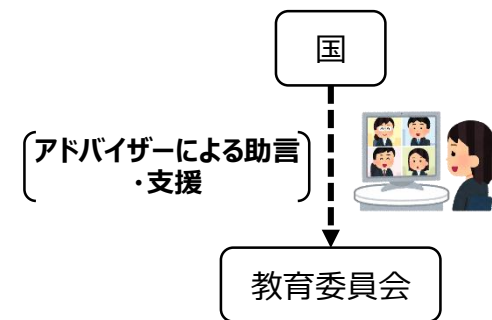 国
アドバイザーによる助言
・支援
教育委員会